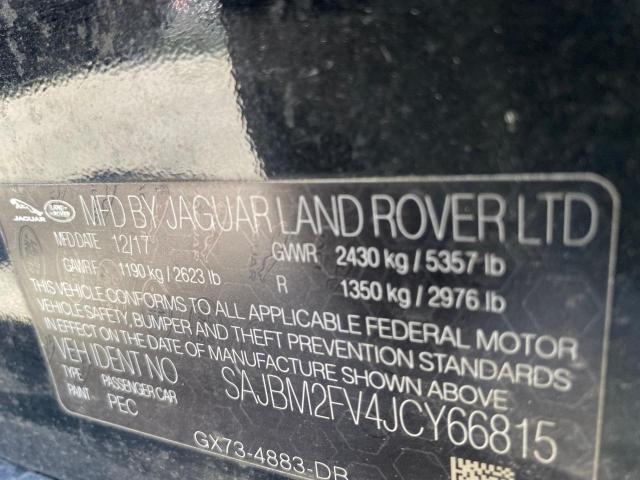 JAGUAR LAND ROVER MFD BY JAGUAR LAND ROVER LTD
MFD DATE 12/17 GVWR 2430 kg / 5357 lb
GAWR F 1190 kg / 2623 lb R 1350 kg / 2976 lb
THIS VEHICLE CONFORMS TO ALL APPLICABLE FEDERAL MOTOR
VEHICLE SAFETY, BUMPER AND THEFT PREVENTION STANDARDS
IN EFFECT ON THE DATE OF MANUFACTURE SHOWN ABOVE
VEH IDENT NO SAJBM2FV4JCY66815
TYPE PASSENGER CAR
PAINT PEC
GX73-4883-DB